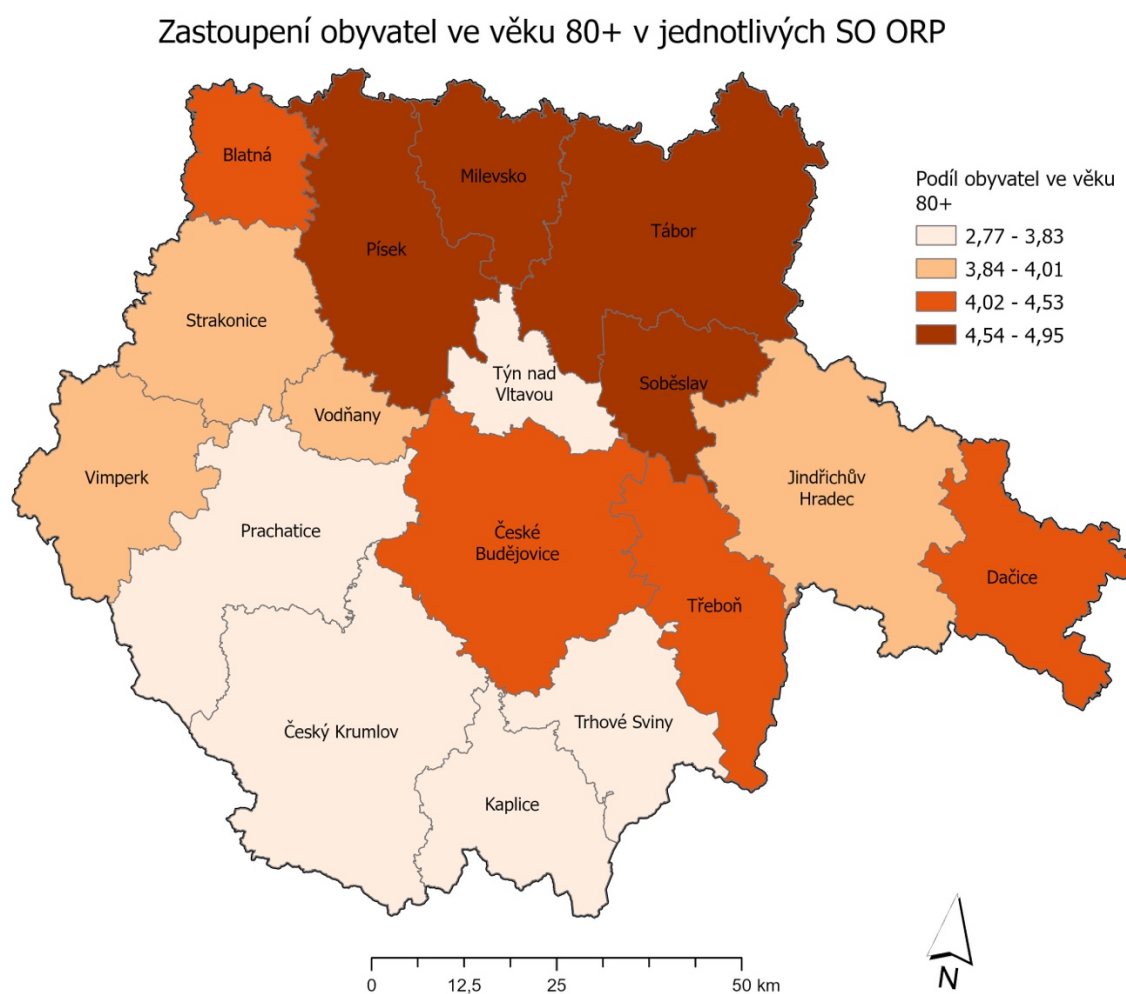 Zastoupení obyvatel ve věku 80+ v jednotlivých SO ORP
Blatná
Milevsko
Písek
Tábor
Podíl obyvatel ve věku
80+
2,77 - 3,83
3,84 - 4,01
4,02 - 4,53
4,54 - 4,95
Strakonice
Týn nad
Vltavou
Soběslav
Vodňany
Vimperk
Jindřichův
Hradec
Prachatice
České
Budějovice
Dačice
Třeboň
Český Krumlov
Trhové Sviny
Kaplice
N
0
12,5
25
50 km